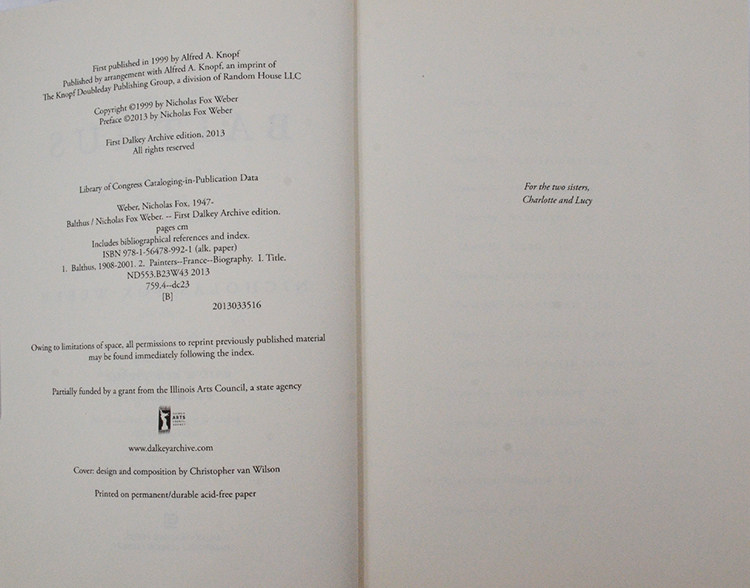 First published in 1999 by Alfred A. Knopf
Published by arrangement with Alfred A. Knopf, an imprint of
The Knopf Doubleday Publishing Group, a division of Random House LLC
Copyright ©1999 by Nicholas Fox Weber
Preface ©2013 by Nicholas Fox Weber
First Dalkey Archive edition, 2013
All rights reserved
Library of Congress Cataloging-in-Publication Data
Weber, Nicholas Fox, 1947-
Balthus / Nicholas Fox Weber. -- First Dalkey Archive edition.
pages cm
Includes bibliographical references and index.
ISBN 978-1-56478-992-1 (alk. paper)
1. Balthus, 1908-2001. 2. Painters--France--Biography. I. Title.
ND553.B23W43 2013
759.4--dc23
[B]
2013033516
Owing to limitations of space, all permissions to reprint previously published material
may be found immediately following the index.
Partially funded by a grant from the Illinois Arts Council, a state agency
ARTS
www.dalkeyarchive.com
Cover: design and composition by Christopher van Wilson
Printed on permanent/durable acid-free paper
For the two sisters,
Charlotte and Lucy